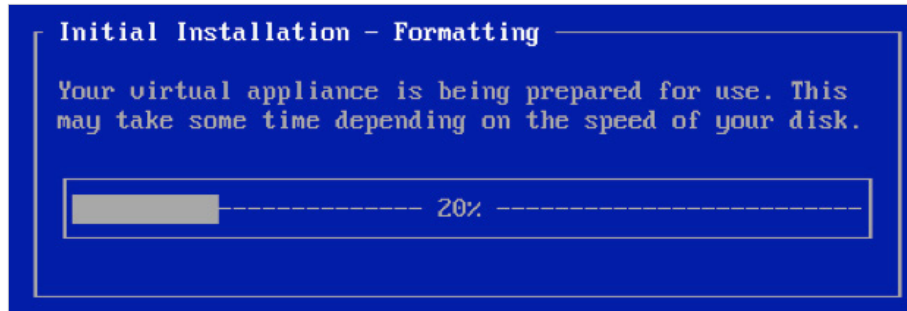 Initial Installation - Formatting
Your virtual appliance is being prepared for use. This
may take some time depending on the speed of your disk.
20%